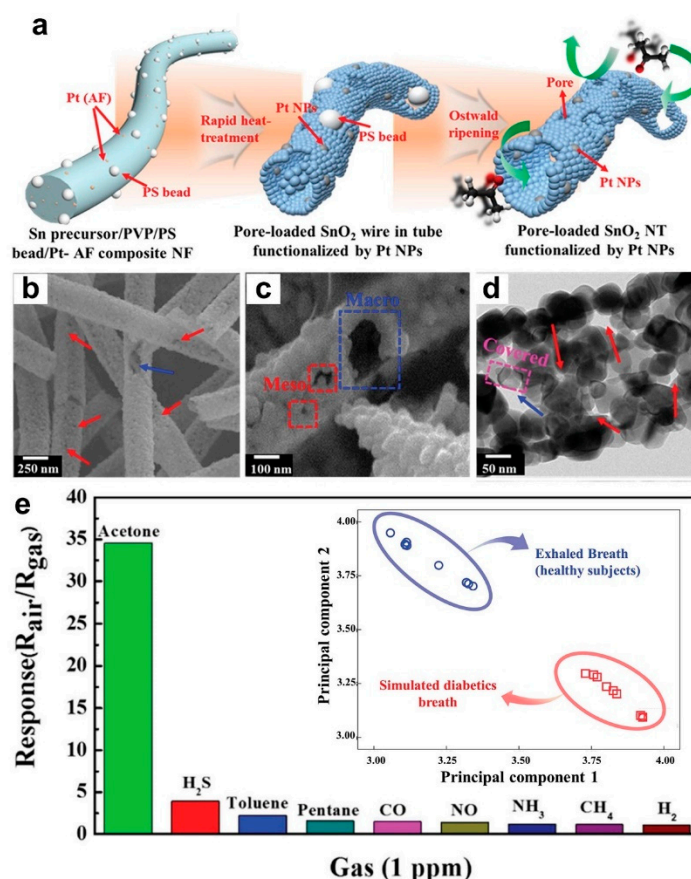 a
Pt (AF)
PS bead
Sn precursor/PVP/PS
bead/Pt- AF composite NF
Rapid heat-
treatment
Pt NPs
PS bead
Pore-loaded SnO2 wire in tube
functionalized by Pt NPs
Ostwald
ripening
Pore
Pt NPs
Pore-loaded SnO2 NT
functionalized by Pt NPs
b
250 nm
c
Macro
Meso
100 nm
d
Covered
50 nm
e
Response(Rair/Rgas)
40
35
30
25
20
15
10
5
0
Acetone
H2S
Toluene
Pentane
CO
NO
NH3
CH4
H2
Gas (1 ppm)
Principal component 2
4.00
3.75
3.50
3.25
3.00
Exhaled Breath
(healthy subjects)
Simulated diabetics
breath
3.00 3.25 3.50 3.75 4.00
Principal component 1